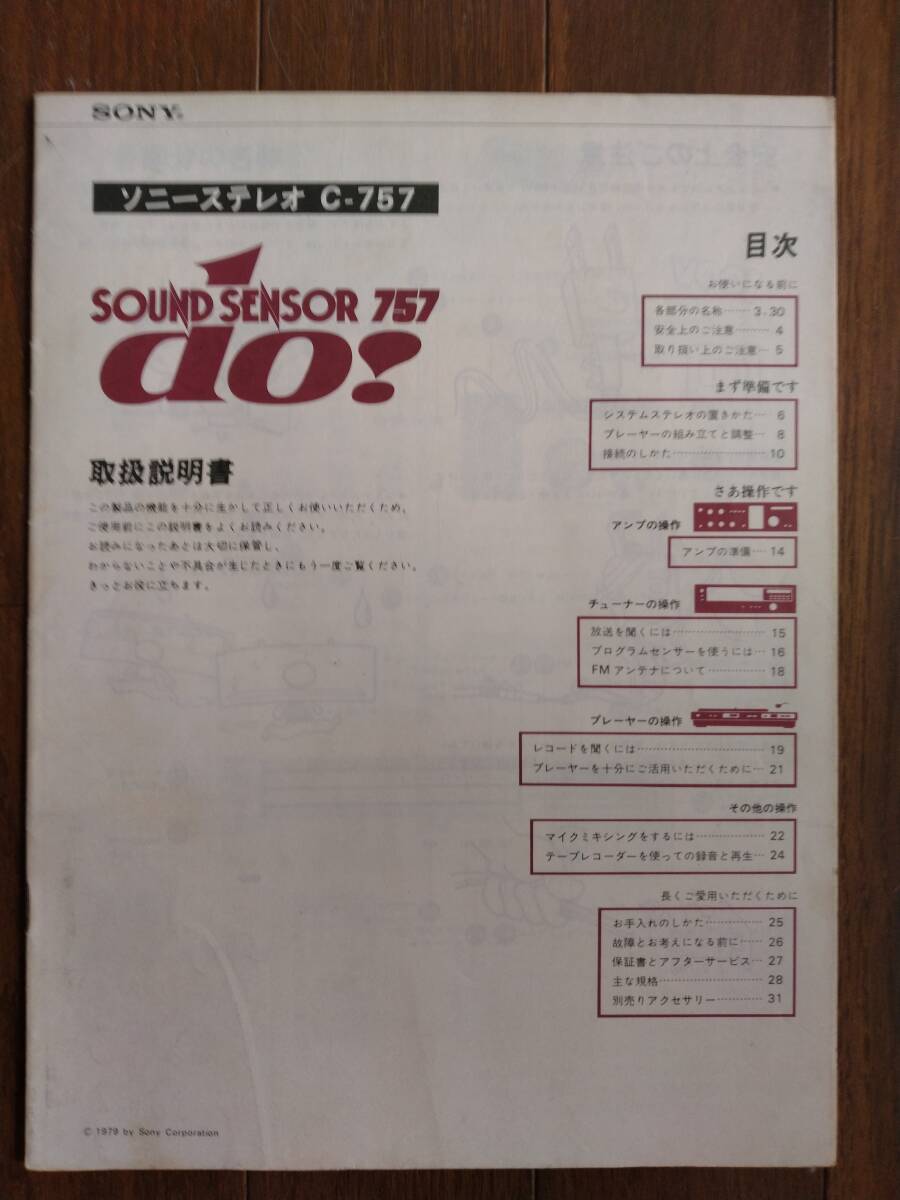 SONY®
ソニーステレオ C-757
SOUND SENSOR 757
do!
取扱説明書
この製品の機能を十分に生かして正しくお使いいただくため、
ご使用前にこの説明書をよくお読みください。
お読みになったあとは大切に保管し、
わからないことや不具合が生じたときにもう一度ご覧ください。
きっとお役に立ちます。
目次
お使いになる前に
各部分の名称……3、30
安全上のご注意……… 4
取り扱い上のご注意… 5
まず準備です
システムステレオの置きかた… 6
プレーヤーの組み立てと調整… 8
接続のしかた……………………10
さあ操作です
アンプの操作
アンプの準備…14
チューナーの操作
放送を聞くには…………………15
プログラムセンサーを使うには…16
FMアンテナについて……………18
プレーヤーの操作
レコードを聞くには……………………………19
プレーヤーを十分にご活用いただくために…21
その他の操作
マイクミキシングをするには………………22
テープレコーダーを使っての録音と再生…24
長くご愛用いただくために
お手入れのしかた……………25
故障とお考えになる前に……26
保証書とアフターサービス…27
主な規格………………………28
別売りアクセサリー…………31
© 1979 by Sony Corporation